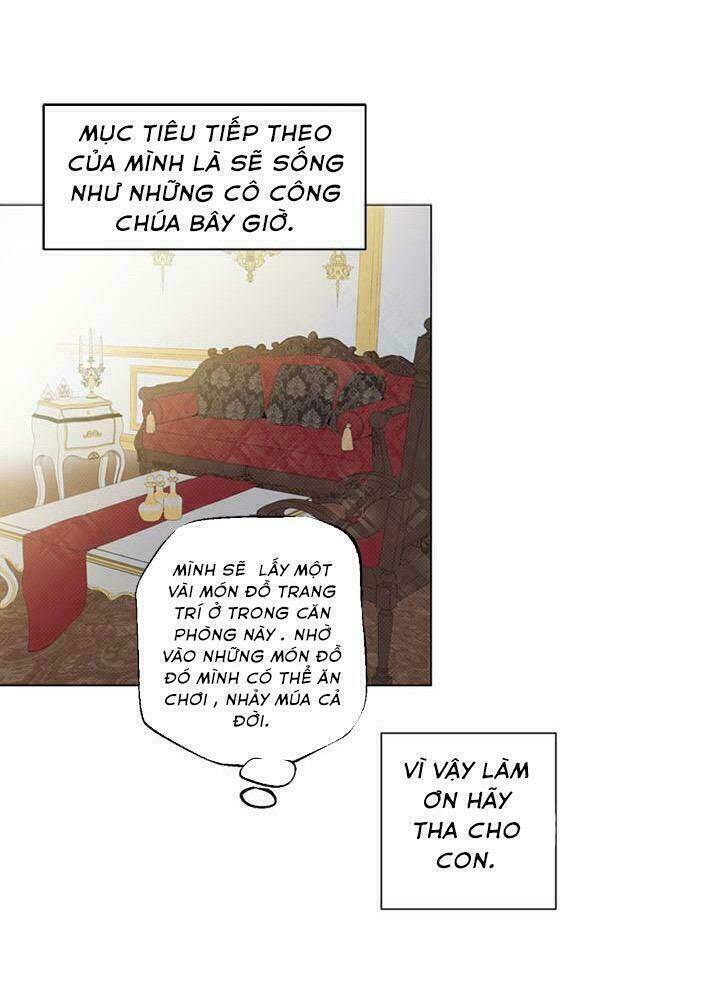 MỤC TIÊU TIẾP THEO
CỦA MÌNH LÀ SẼ SỐNG
NHƯ NHỮNG CÔ CÔNG
CHÚA BÂY GIỜ.
MÌNH SẼ LẤY MỘT
VÀI MÓN ĐỒ TRANG
TRÍ Ở TRONG CĂN
PHÒNG NÀY . NHỜ
VÀO NHỮNG MÓN ĐỒ
ĐÓ MÌNH CÓ THỂ ĂN
CHƠI , NHẢY MÚA CẢ
ĐỜI.
VÌ VẬY LÀM
ƠN HÃY
THA CHO
CON.